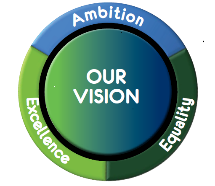 Ambition
OUR
VISION
Excellence
Equality